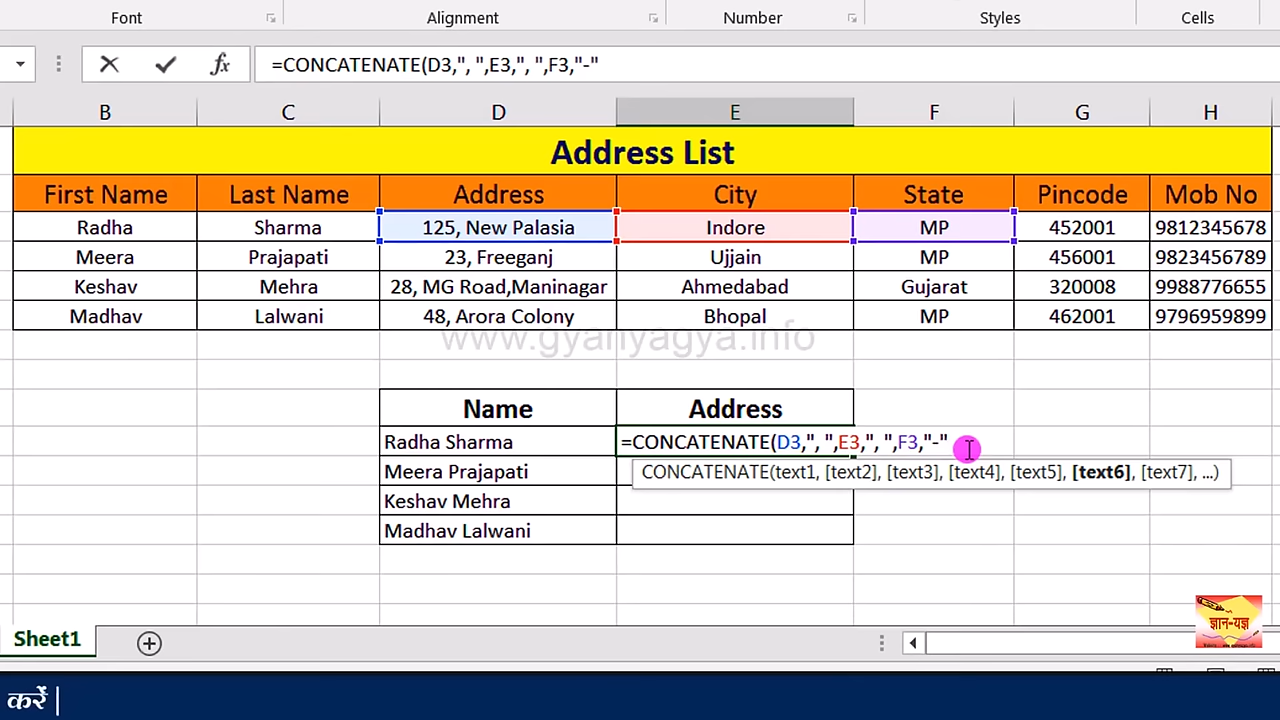 Font Alignment Number Styles Cells
fx =CONCATENATE(D3,", ",E3,", ",F3,"-"
B C D E F G H
Address List
First Name Last Name Address City State Pincode Mob No
Radha Sharma 125, New Palasia Indore MP 452001 9812345678
Meera Prajapati 23, Freeganj Ujjain MP 456001 9823456789
Keshav Mehra 28, MG Road,Maninagar Ahmedabad Gujarat 320008 9988776655
Madhav Lalwani 48, Arora Colony Bhopal MP 462001 9796959899
www.gyanyagya.info
Name Address
Radha Sharma =CONCATENATE(D3,", ",E3,", ",F3,"-"
Meera Prajapati CONCATENATE(text1, [text2], [text3], [text4], [text5], [text6], [text7], ...)
Keshav Mehra
Madhav Lalwani
ज्ञान-यज्ञ
Sheet1
करें